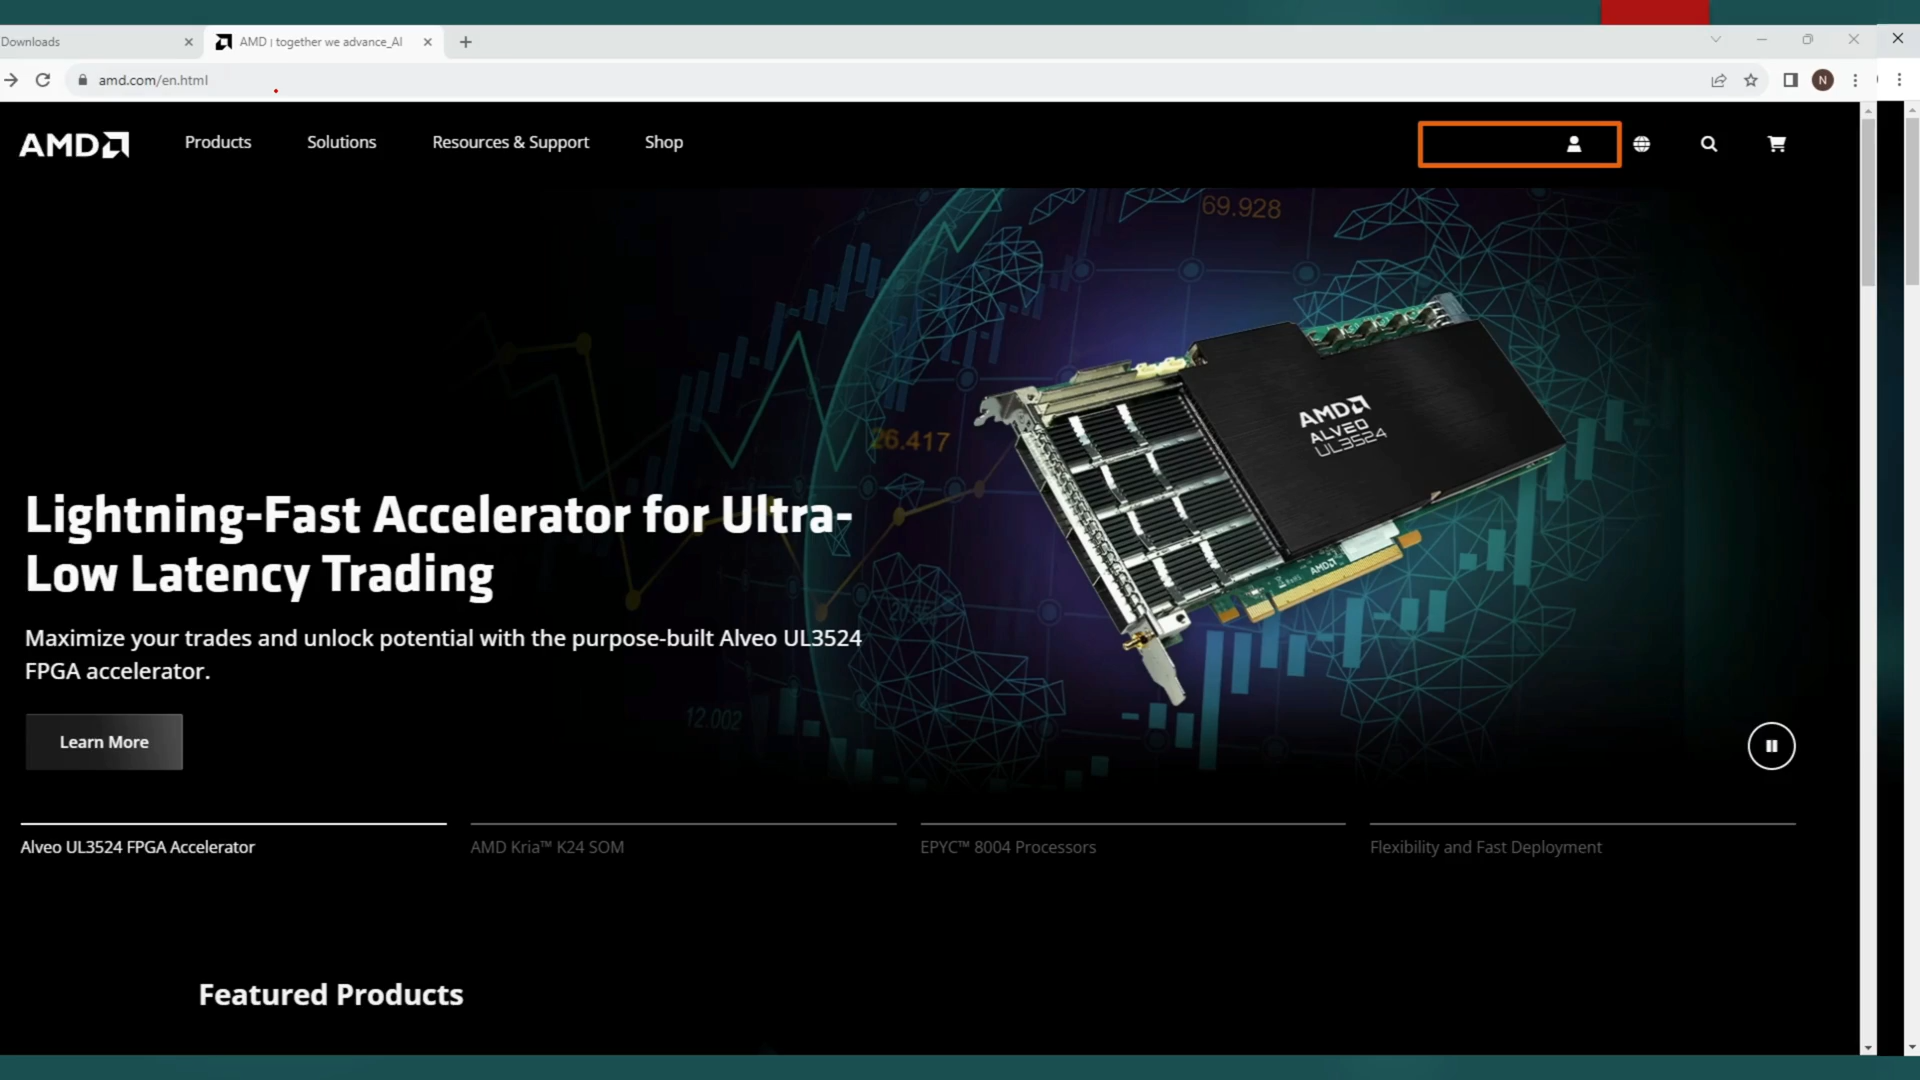 Downloads
AMD | together we advance_AI
amd.com/en.html
N
AMD
Products
Solutions
Resources & Support
Shop
69.928
26.417
12.002
AMD
ALVEO
UL3524
AMD
Lightning-Fast Accelerator for Ultra-
Low Latency Trading
Maximize your trades and unlock potential with the purpose-built Alveo UL3524
FPGA accelerator.
Learn More
Alveo UL3524 FPGA Accelerator
AMD Kria™ K24 SOM
EPYC™ 8004 Processors
Flexibility and Fast Deployment
Featured Products